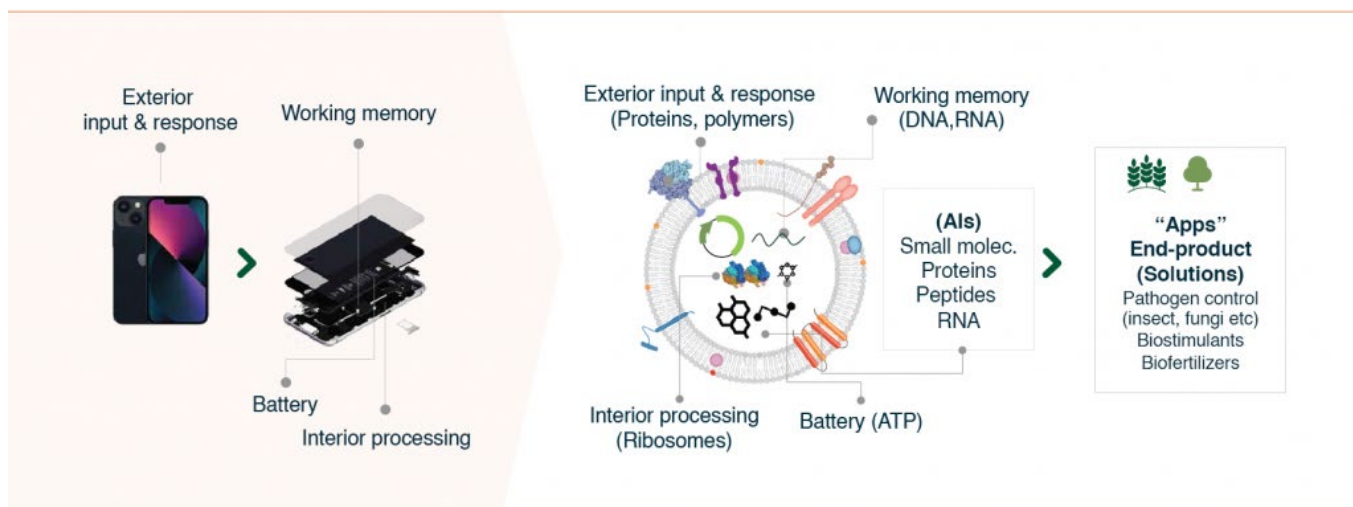 Exterior
input & response
Working memory
Battery
Interior processing
Exterior input & response
(Proteins, polymers)
Working memory
(DNA,RNA)
Interior processing
(Ribosomes)
Battery (ATP)
(AIs)
Small molec.
Proteins
Peptides
RNA
“Apps”
End-product
(Solutions)
Pathogen control
(insect, fungi etc)
Biostimulants
Biofertilizers